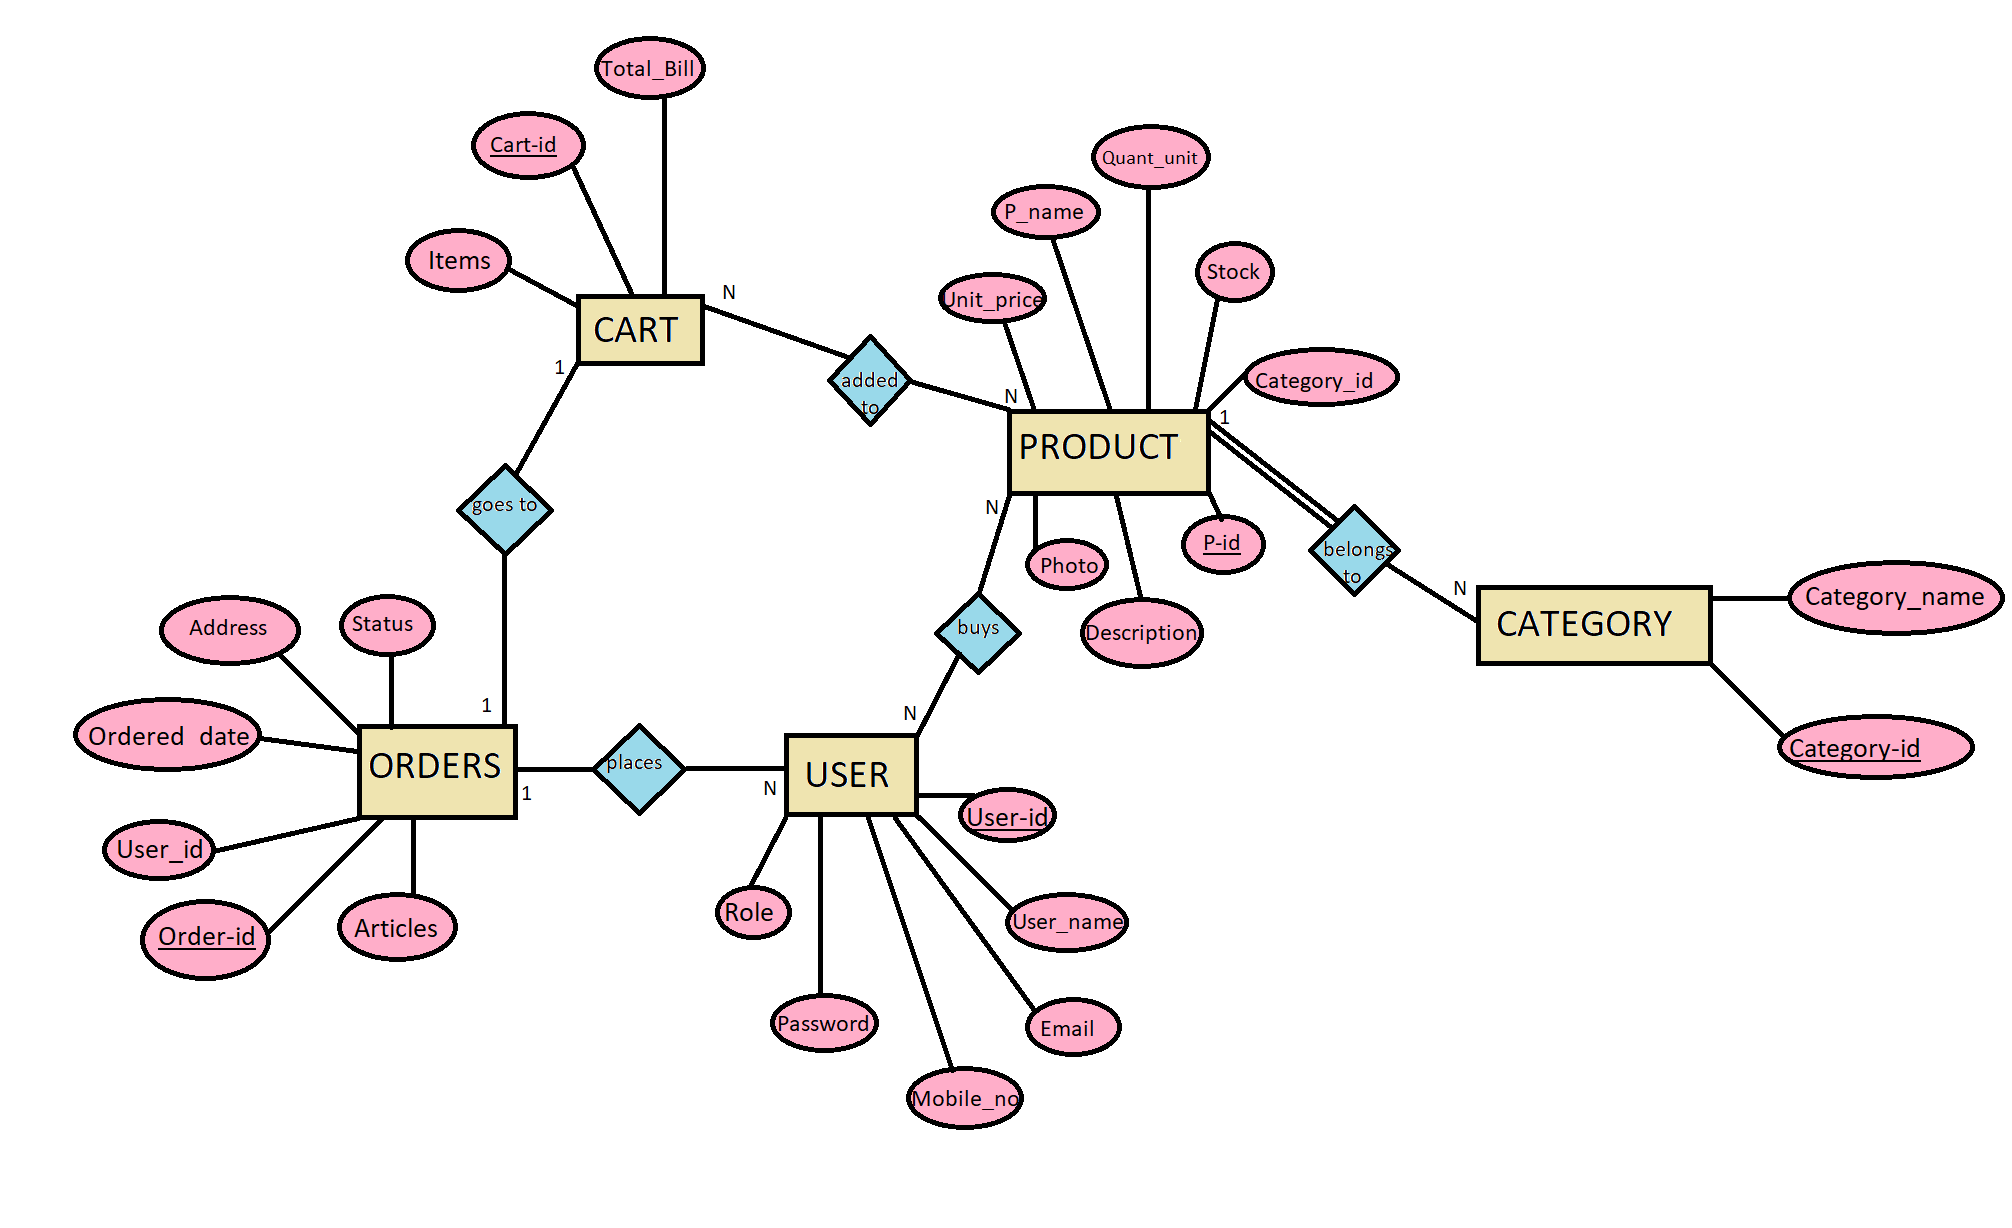 Total_Bill
Cart-id
Quant_unit
P_name
Items
Stock
Unit_price
N
CART
1
added
to
N
Category_id
1
PRODUCT
goes to
N
P-id
Photo
belongs
to
N
Category_name
CATEGORY
Address
Status
buys
Description
1
N
Ordered date
ORDERS
places
USER
Category-id
1
N
User-id
User_id
Role
User_name
Order-id
Articles
Password
Email
Mobile_no